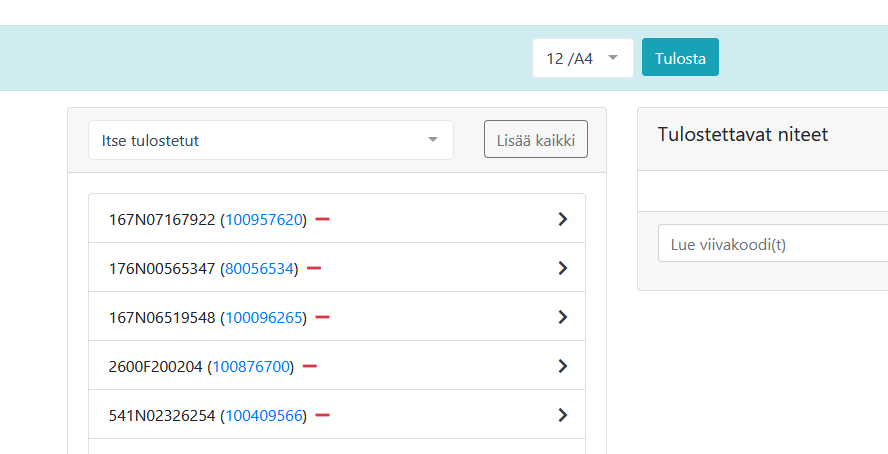 12 /A4 Tulosta
Itse tulostetut Lisää kaikki
167N07167922 (100957620)
176N00565347 (80056534)
167N06519548 (100096265)
2600F200204 (100876700)
541N02326254 (100409566)
Tulostettavat niteet
Lue viivakoodi(t)